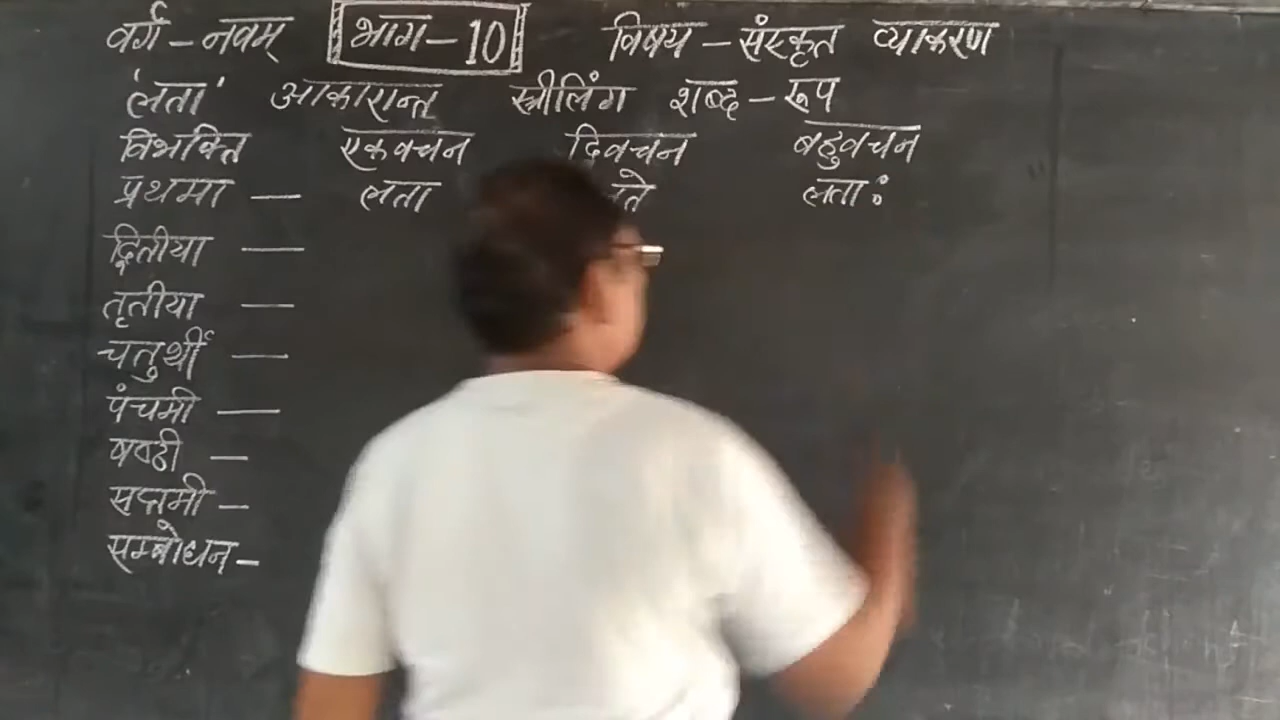 वर्ग - नवम् भाग - 10 विषय - संस्कृत व्याकरण
'लता' आकारान्त स्त्रीलिंग शब्द - रूप
विभक्ति एकवचन द्विवचन बहुवचन
प्रथमा — लता लताः
द्वितीया —
तृतीया —
चतुर्थी —
पंचमी —
षष्ठी —
सप्तमी -
सम्बोधन -